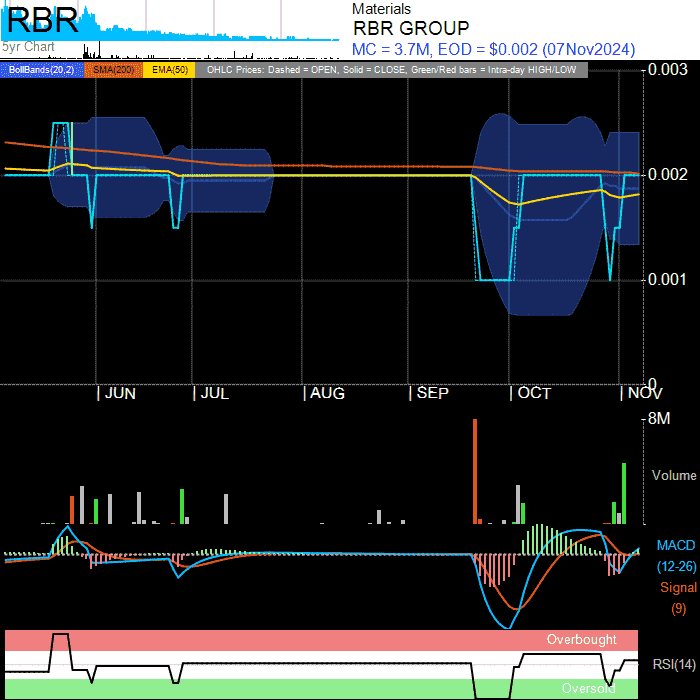 RBR
5yr Chart
Materials
RBR GROUP
MC = 3.7M, EOD = $0.002 (07Nov2024)
BollBands(20,2) SMA(200) EMA(50) OHLC Prices: Dashed = OPEN, Solid = CLOSE, Green/Red bars = Intra-day HIGH/LOW
0.003
0.002
0.001
0
| JUN | JUL | AUG | SEP | OCT | NOV
8M
Volume
MACD
(12-26)
Signal
(9)
Overbought
RSI(14)
Oversold